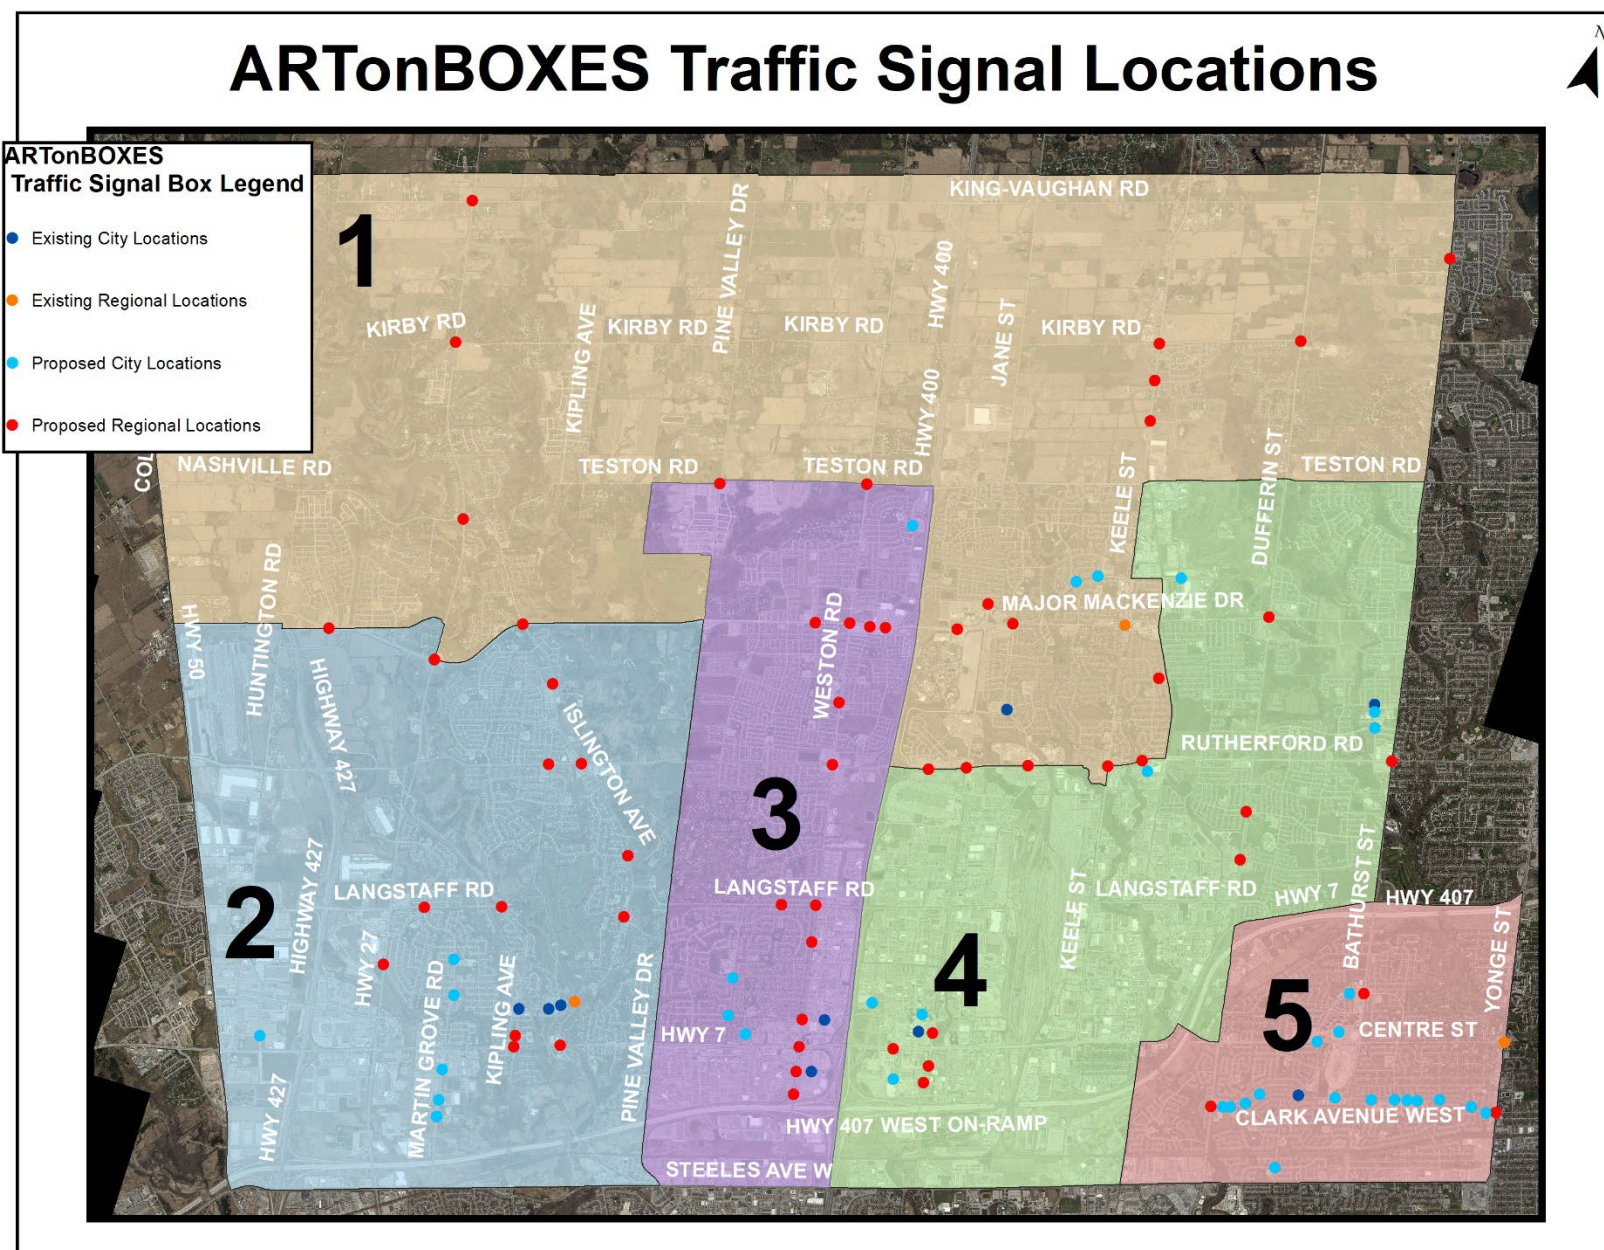 ARTonBOXES Traffic Signal Locations
N
ARTonBOXES
Traffic Signal Box Legend
Existing City Locations
Existing Regional Locations
Proposed City Locations
Proposed Regional Locations
KING-VAUGHAN RD
1
PINE VALLEY DR
HWY 400
KIRBY RD
KIPLING AVE
KIRBY RD
KIRBY RD
JANE ST
KIRBY RD
HWY 400
COL
NASHVILLE RD
TESTON RD
TESTON RD
KEELE ST
DUFFERIN ST
TESTON RD
HWY 50
HUNTINGTON RD
HIGHWAY 427
ISLINGTON AVE
WESTON RD
MAJOR MACKENZIE DR
RUTHERFORD RD
3
2
HIGHWAY 427
LANGSTAFF RD
LANGSTAFF RD
KEELE ST
LANGSTAFF RD
HWY 7
BATHURST ST
HWY 407
HWY 27
MARTIN GROVE RD
KIPLING AVE
PINE VALLEY DR
HWY 7
4
5
CENTRE ST
YONGE ST
HWY 427
HWY 407 WEST ON-RAMP
CLARK AVENUE WEST
STEELES AVE W